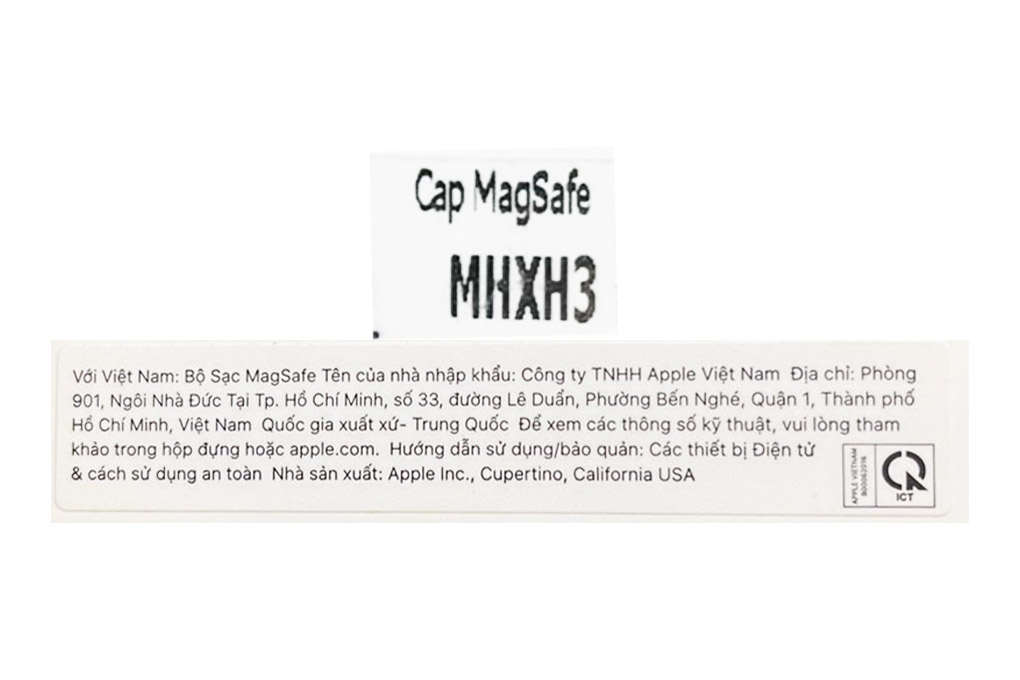 Cap MagSafe
MHXH3
Với Việt Nam: Bộ Sạc MagSafe Tên của nhà nhập khẩu: Công ty TNHH Apple Việt Nam Địa chỉ: Phòng
901, Ngôi Nhà Đức Tại Tp. Hồ Chí Minh, số 33, đường Lê Duẩn, Phường Bến Nghé, Quận 1, Thành phố
Hồ Chí Minh, Việt Nam Quốc gia xuất xứ- Trung Quốc Để xem các thông số kỹ thuật, vui lòng tham
khảo trong hộp đựng hoặc apple.com. Hướng dẫn sử dụng/bảo quản: Các thiết bị Điện tử
& cách sử dụng an toàn Nhà sản xuất: Apple Inc., Cupertino, California USA
APPLE VIETNAM
B00062016
ICT